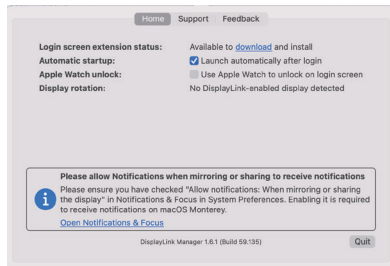 Home Support Feedback
Login screen extension status: Available to download and install
Automatic startup: Launch automatically after login
Apple Watch unlock: Use Apple Watch to unlock on login screen
Display rotation: No DisplayLink-enabled display detected
Please allow Notifications when mirroring or sharing to receive notifications
Please ensure you have checked "Allow notifications: When mirroring or sharing
the display" in Notifications & Focus in System Preferences. Enabling it is required
to receive notifications on macOS Monterey.
Open Notifications & Focus
DisplayLink Manager 1.6.1 (Build 59.135) Quit